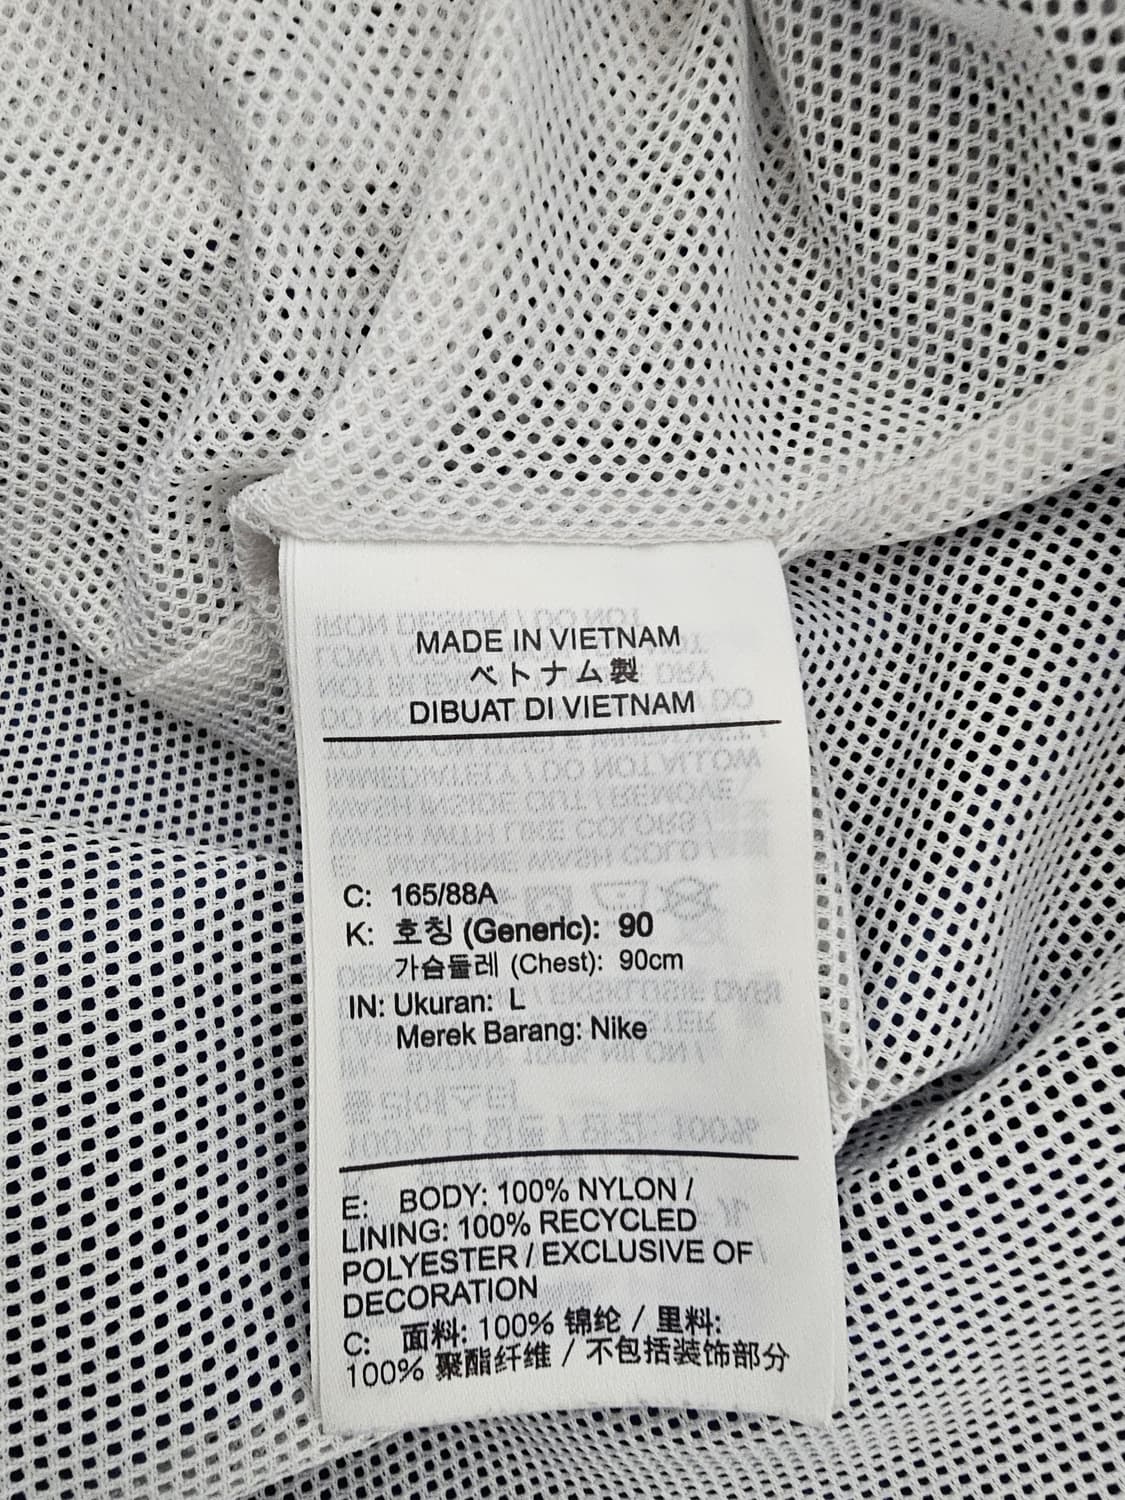 MADE IN VIETNAM
ベトナム製
DIBUAT DI VIETNAM
C: 165/88A
K: 호칭 (Generic): 90
가슴둘레 (Chest): 90cm
IN: Ukuran: L
Merek Barang: Nike
E: BODY: 100% NYLON /
LINING: 100% RECYCLED
POLYESTER / EXCLUSIVE OF
DECORATION
C: 面料: 100% 锦纶 / 里料:
100% 聚酯纤维 / 不包括装饰部分